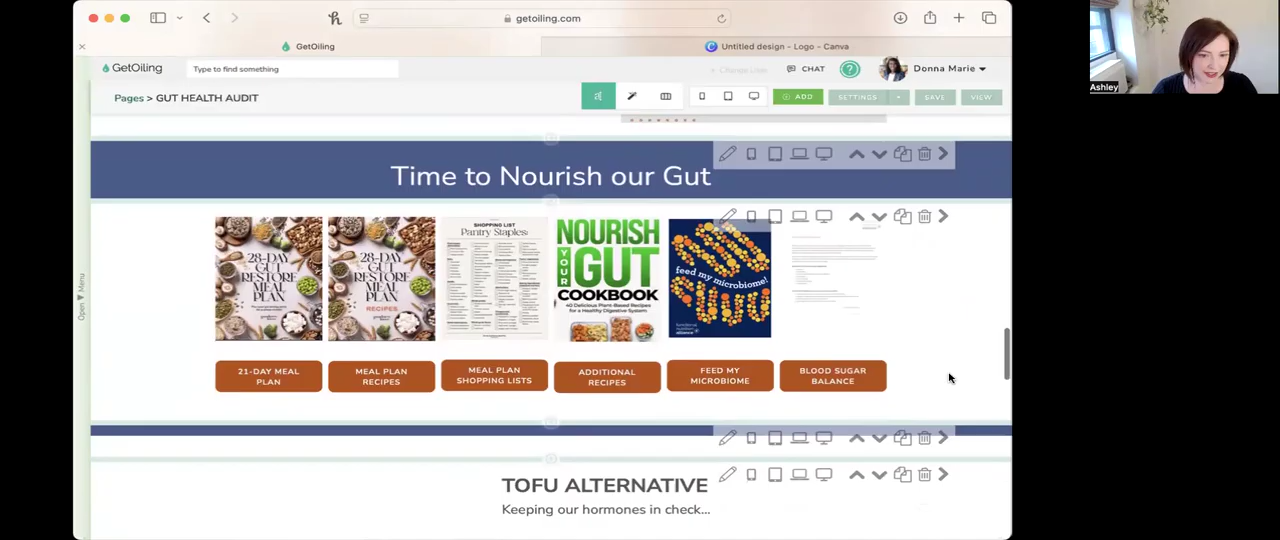 getoiling.com
GetOiling
Untitled design - Logo - Canva
GetOiling
Type to find something
CHAT
?
Donna Marie
Pages > GUT HEALTH AUDIT
ADD
SETTINGS
SAVE
VIEW
Open
Menu
Time to Nourish our Gut
28-DAY
GUT
RESTORE
MEAL
PLAN
28-DAY
GUT
RESTORE
MEAL
PLAN
RECIPES
SHOPPING LIST
Pantry Staples:
NOURISH
YOUR
GUT
COOKBOOK
40 Delicious Plant-Based Recipes
for a Healthy Digestive System
feed my microbiome!
21-DAY MEAL
PLAN
MEAL PLAN
RECIPES
MEAL PLAN
SHOPPING LISTS
ADDITIONAL
RECIPES
FEED MY
MICROBIOME
BLOOD SUGAR
BALANCE
TOFU ALTERNATIVE
Keeping our hormones in check...
Ashley